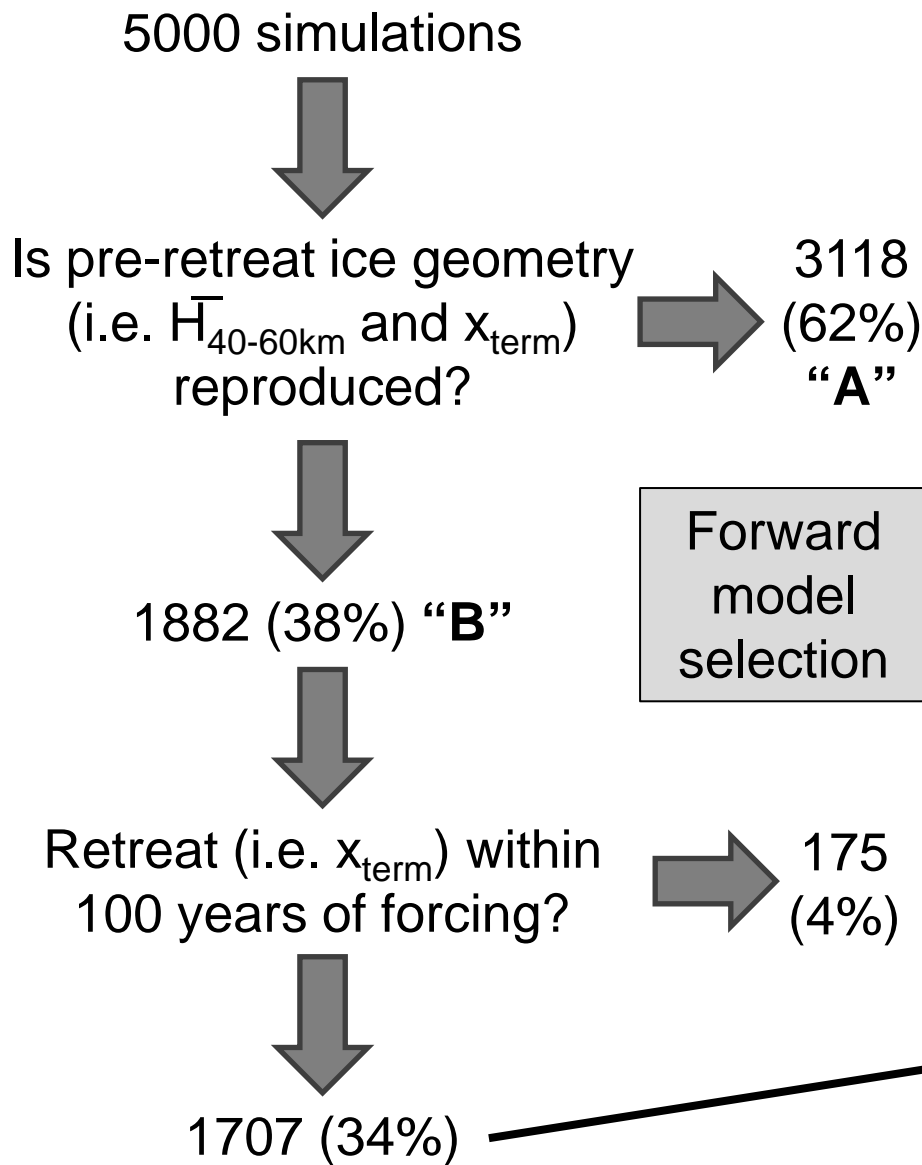 5000 simulations
Is pre-retreat ice geometry
(i.e. H̅40-60km and xterm)
reproduced?
3118
(62%)
“A”
Forward
model
selection
1882 (38%) “B”
Retreat (i.e. xterm) within
100 years of forcing?
175
(4%)
1707 (34%)